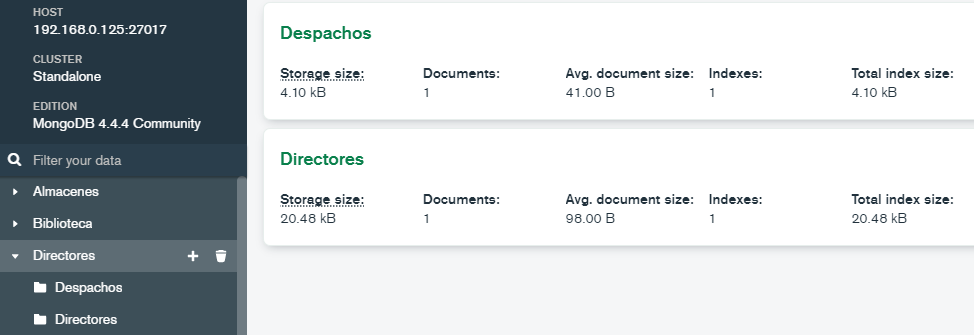 HOST
192.168.0.125:27017
CLUSTER
Standalone
EDITION
MongoDB 4.4.4 Community
Filter your data
Almacenes
Biblioteca
Directores
Despachos
Directores
Despachos
Storage size: Documents: Avg. document size: Indexes: Total index size:
4.10 kB 1 41.00 B 1 4.10 kB
Directores
Storage size: Documents: Avg. document size: Indexes: Total index size:
20.48 kB 1 98.00 B 1 20.48 kB